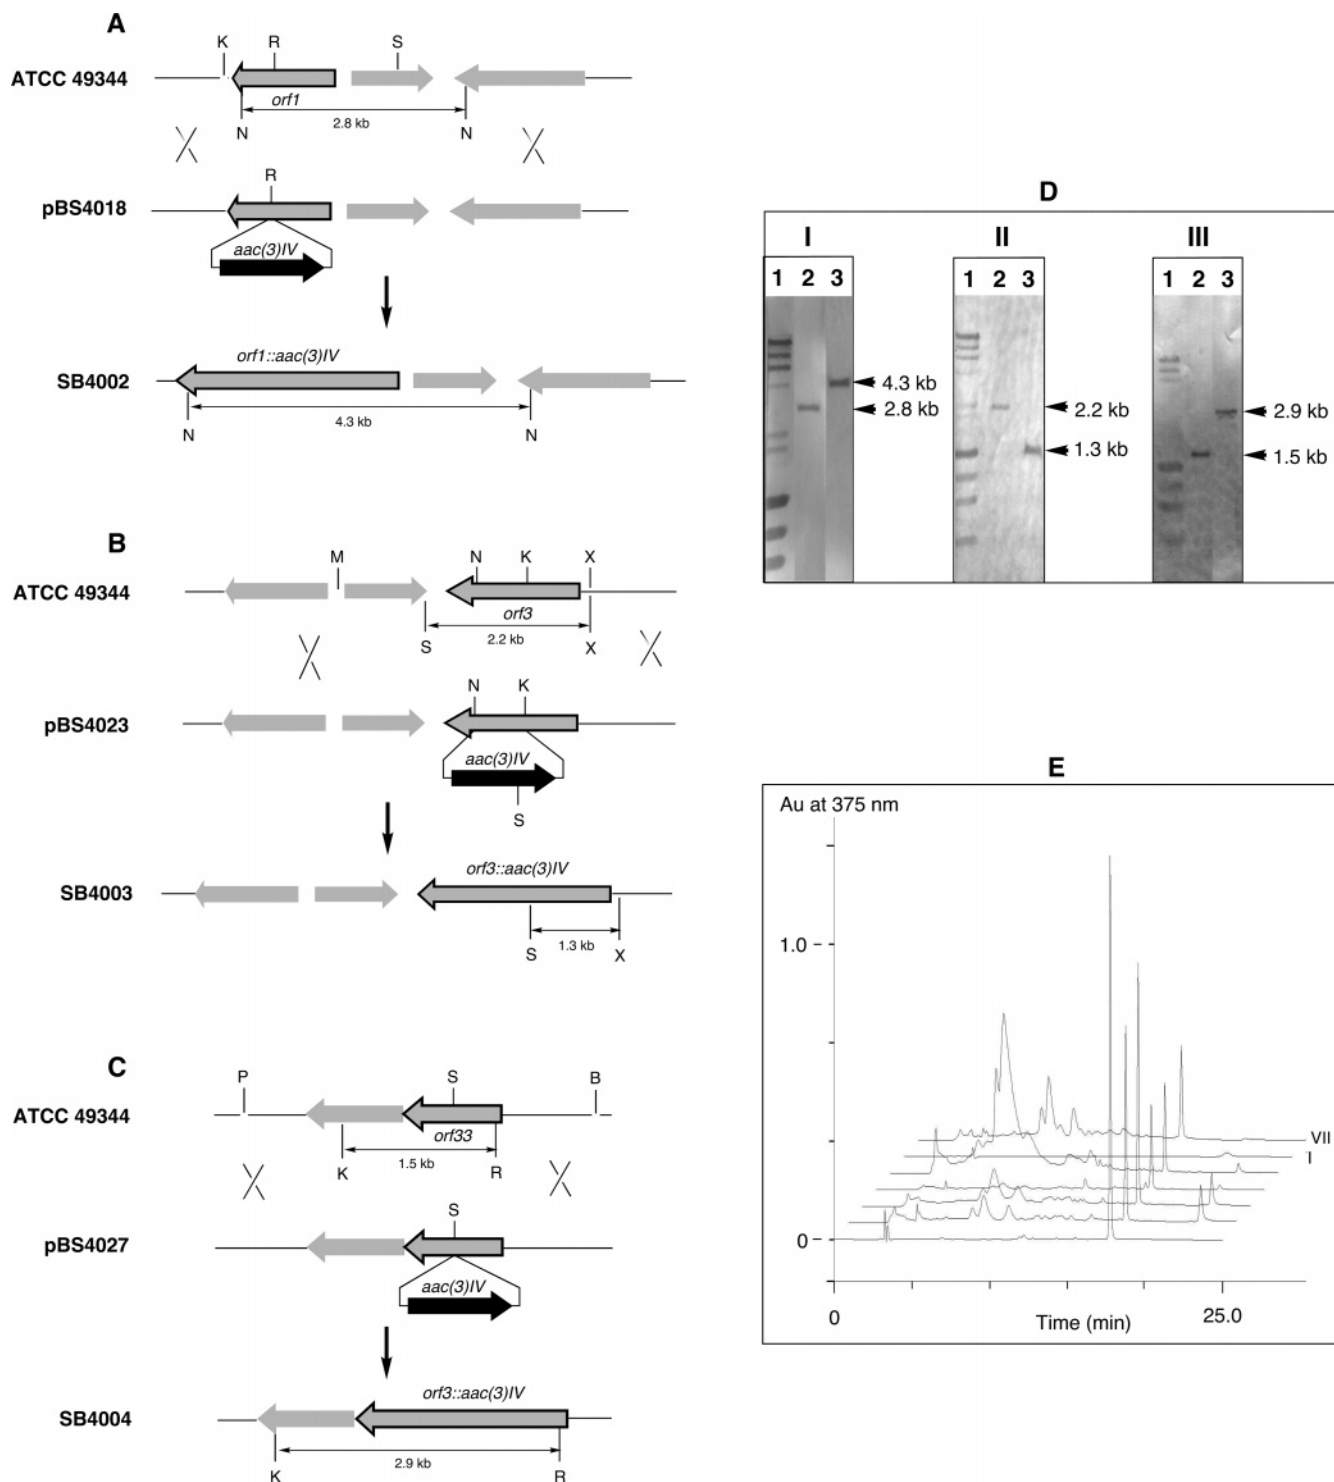 A
K R S
ATCC 49344
orf1
2.8 kb
N N
R
pBS4018
aac(3)IV
orf1::aac(3)IV
SB4002
4.3 kb
N N
B
M N K X
ATCC 49344
orf3
2.2 kb
S X
N K
pBS4023
aac(3)IV
S
orf3::aac(3)IV
SB4003
1.3 kb
S X
C
P S B
ATCC 49344
orf33
1.5 kb
K R
S
pBS4027
aac(3)IV
orf3::aac(3)IV
SB4004
2.9 kb
K R
D
I II III
1 2 3 1 2 3 1 2 3
4.3 kb
2.8 kb
2.2 kb
1.3 kb
2.9 kb
1.5 kb
E
Au at 375 nm
1.0
VII
I
0
0 25.0
Time (min)